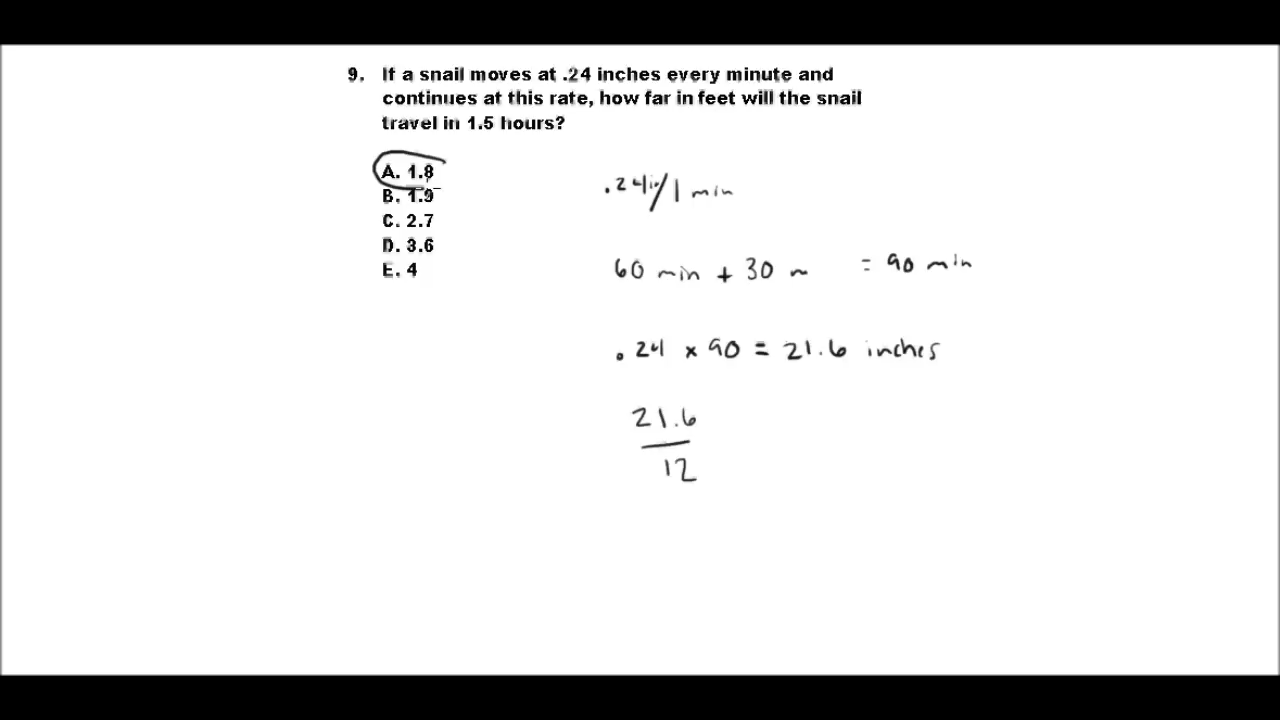 9. If a snail moves at .24 inches every minute and
continues at this rate, how far in feet will the snail
travel in 1.5 hours?
A. 1.8
B. 1.9
C. 2.7
D. 3.6
E. 4
.24in/1 min
60 min + 30 m = 90 min
.24 x 90 = 21.6 inches
21.6
12